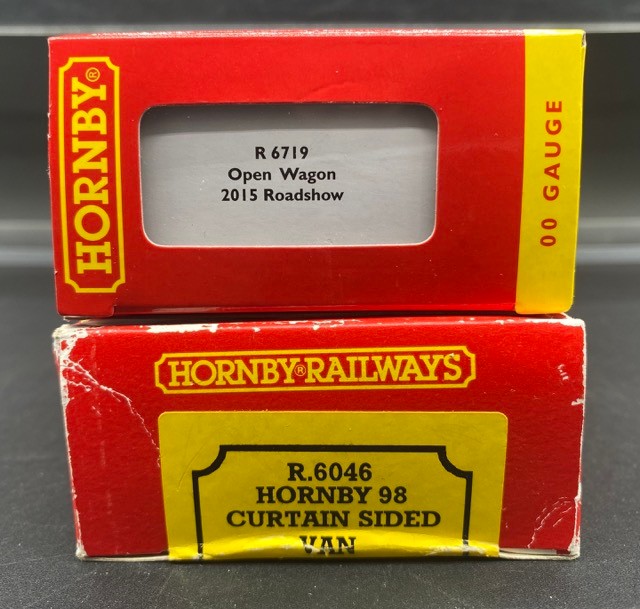 HORNBY®
R 6719
Open Wagon
2015 Roadshow
00 GAUGE
HORNBY®RAILWAYS
R.6046
HORNBY 98
CURTAIN SIDED
VAN